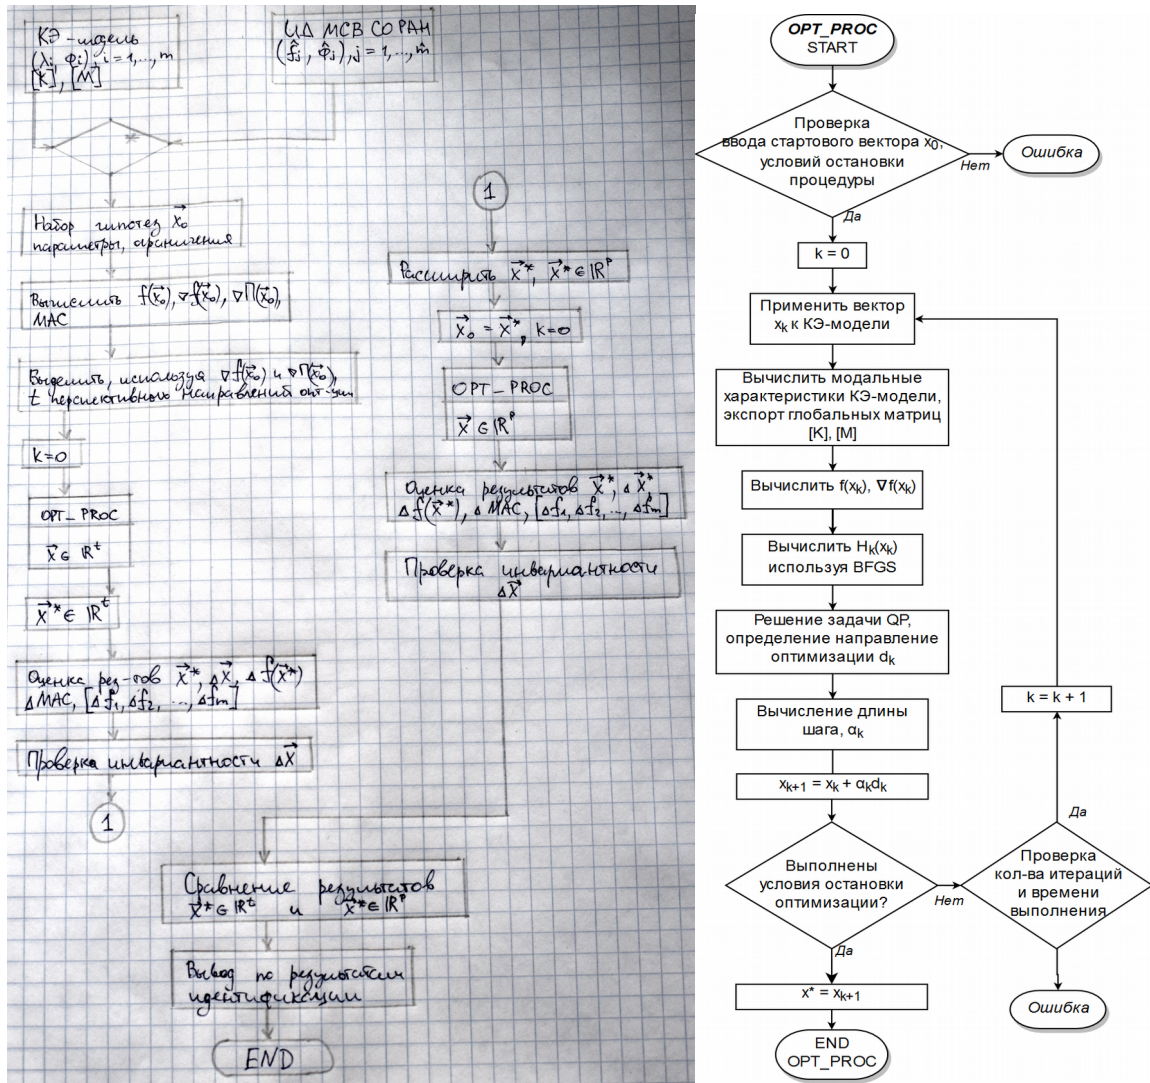 КЭ-модель
(λi, φi), i = 1,...,m
[K], [M]
ИД МСВ СО РАН
(f̂j, φ̂j), j = 1,...,m̂
*
Набор гипотез x⃗₀
параметры, ограничения
Вычислить f(x⃗₀), ∇f(x⃗₀), ∇Π(x⃗₀),
MAC
Выделить, используя ∇f(x⃗₀) и ∇Π(x⃗₀),
t перспективных направлений опт-ции
k=0
OPT_PROC
x⃗ ∈ ℝᵗ
x⃗* ∈ ℝᵗ
Оценка рез-тов x⃗*, Δx⃗, Δf(x⃗*)
ΔMAC, [Δf₁, Δf₂, ..., Δfm]
Проверка инвариантности Δx⃗
1
1
Расширить x⃗*, x⃗* ∈ ℝᵖ
x⃗₀ = x⃗*, k=0
OPT_PROC
x⃗ ∈ ℝᵖ
Оценка результатов x⃗*, Δx⃗*,
Δf(x⃗*), ΔMAC, [Δf₁, Δf₂, ..., Δfm]
Проверка инвариантности
Δx⃗
Сравнение результатов
x⃗* ∈ ℝᵗ и x⃗* ∈ ℝᵖ
Вывод по результатам
идентификации
END
OPT_PROC
START
Проверка
ввода стартового вектора x₀,
условий остановки
процедуры
Нет
Ошибка
Да
k = 0
Применить вектор
xₖ к КЭ-модели
Вычислить модальные
характеристики КЭ-модели,
экспорт глобальных матриц
[K], [M]
Вычислить f(xₖ), ∇f(xₖ)
Вычислить Hₖ(xₖ)
используя BFGS
Решение задачи QP,
определение направление
оптимизации dₖ
Вычисление длины
шага, αₖ
xₖ₊₁ = xₖ + αₖdₖ
Выполнены
условия остановки
оптимизации?
Нет
Проверка
кол-ва итераций
и времени
выполнения
Да
k = k + 1
Ошибка
Да
x* = xₖ₊₁
END
OPT_PROC